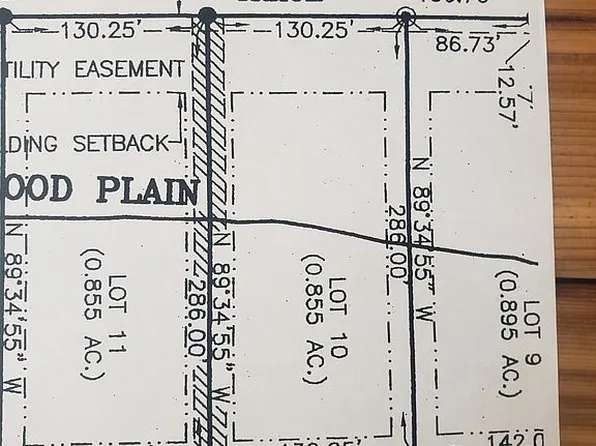 130.25'
130.25'
86.73'
12.57'
TILITY EASEMENT
LDING SETBACK
OOD PLAIN
N 89°34'55" W
LOT 11
(0.855 AC.)
286.00'
N 89°34'55" W
LOT 10
(0.855 AC.)
286.00'
N 89°34'55" W
LOT 9
(0.895 AC.)
142.0